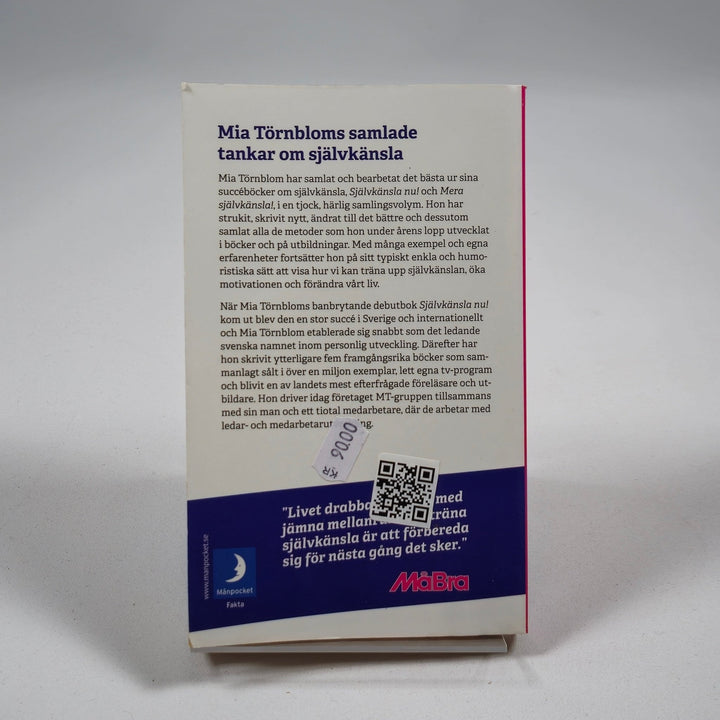 Mia Törnbloms samlade
tankar om självkänsla
Mia Törnblom har samlat och bearbetat det bästa ur sina
succéböcker om självkänsla, Självkänsla nu! och Mera
självkänsla!, i en tjock, härlig samlingsvolym. Hon har
strukit, skrivit nytt, ändrat till det bättre och dessutom
samlat alla de metoder som hon under årens lopp utvecklat
i böcker och på utbildningar. Med många exempel och egna
erfarenheter fortsätter hon på sitt typiskt enkla och humo-
ristiska sätt att visa hur vi kan träna upp självkänslan, öka
motivationen och förändra vårt liv.
När Mia Törnbloms banbrytande debutbok Självkänsla nu!
kom ut blev den en stor succé i Sverige och internationellt
och Mia Törnblom etablerade sig snabbt som det ledande
svenska namnet inom personlig utveckling. Därefter har
hon skrivit ytterligare fem framgångsrika böcker som sam-
manlagt sålt i över en miljon exemplar, lett egna tv-program
och blivit en av landets mest efterfrågade föreläsare och ut-
bildare. Hon driver idag företaget MT-gruppen tillsammans
med sin man och ett tiotal medarbetare, där de arbetar med
ledar- och
KR 90.00
"Livet drabba med
jämna träna
självkänsla är att förbereda
sig för nästa gång det sker."
MåBra
www.manpocket.se
Månpocket
Fakta